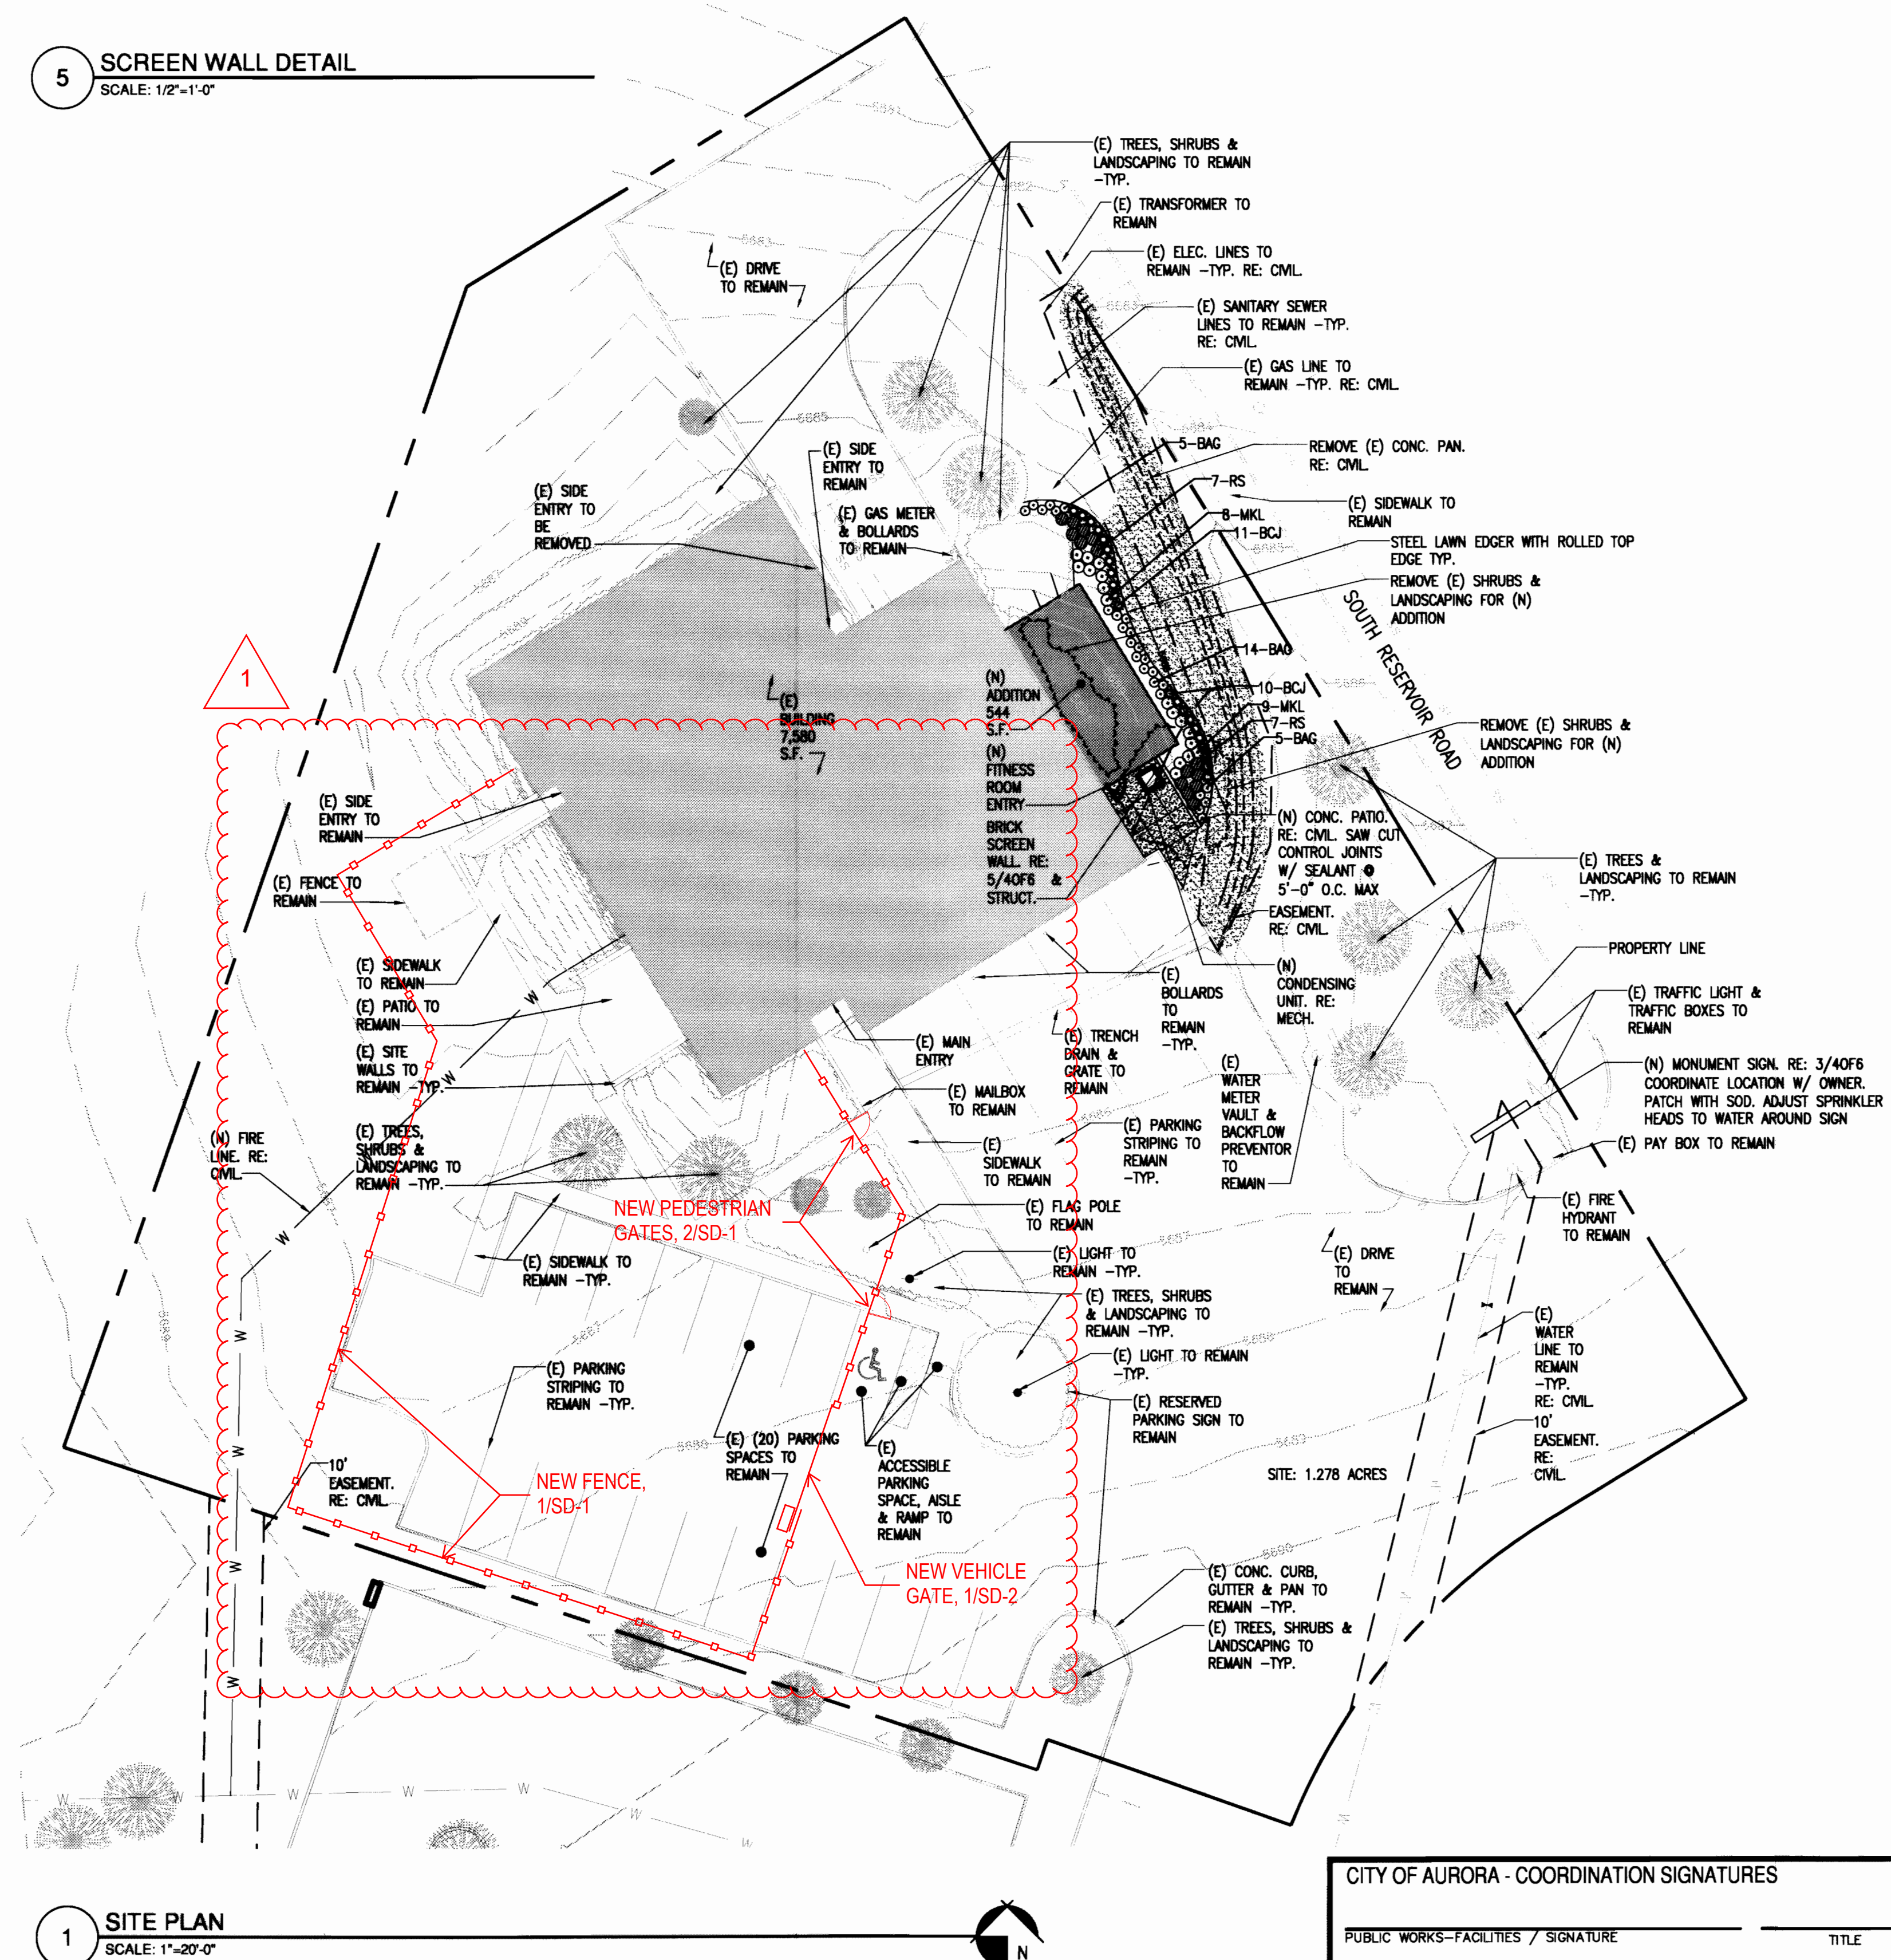 5
SCREEN WALL DETAIL
SCALE: 1/2"=1'-0"
(E) TREES, SHRUBS &
LANDSCAPING TO REMAIN
-TYP.
(E) TRANSFORMER TO
REMAIN
(E) ELEC. LINES TO
REMAIN -TYP. RE: CIVIL
(E) DRIVE
TO REMAIN
5683
(E) SANITARY SEWER
LINES TO REMAIN -TYP.
RE: CIVIL
(E) GAS LINE TO
REMAIN -TYP. RE: CIVIL
5685
5-BAG
REMOVE (E) CONC. PAN.
RE: CIVIL
(E) SIDE
ENTRY TO
REMAIN
7-RS
(E) SIDE
ENTRY TO
BE
REMOVED
(E) GAS METER
& BOLLARDS
TO REMAIN
8-MKL
11-BCJ
(E) SIDEWALK TO
REMAIN
STEEL LAWN EDGER WITH ROLLED TOP
EDGE TYP.
REMOVE (E) SHRUBS &
LANDSCAPING FOR (N)
ADDITION
SOUTH RESERVOIR ROAD
1
14-BAG
10-BCJ
9-MKL
7-RS
5-BAG
(E)
BUILDING
7,580
S.F.
(N)
ADDITION
544
S.F.
(N)
FITNESS
ROOM
ENTRY
BRICK
SCREEN
WALL. RE:
5/4OF6 &
STRUCT.
REMOVE (E) SHRUBS &
LANDSCAPING FOR (N)
ADDITION
(E) SIDE
ENTRY TO
REMAIN
(N) CONC. PATIO.
RE: CIVIL. SAW CUT
CONTROL JOINTS
W/ SEALANT @
5'-0" O.C. MAX
EASEMENT.
RE: CIVIL
(E) TREES &
LANDSCAPING TO REMAIN
-TYP.
(E) FENCE TO
REMAIN
PROPERTY LINE
(E) SIDEWALK
TO REMAIN
(E) PATIO TO
REMAIN
(E) SITE
WALLS TO
REMAIN -TYP.
(E) MAIN
ENTRY
(E) TRENCH
DRAIN &
GRATE TO
REMAIN
(E)
BOLLARDS
TO
REMAIN
-TYP.
(N)
CONDENSING
UNIT. RE:
MECH.
(E) TRAFFIC LIGHT &
TRAFFIC BOXES TO
REMAIN
(N) MONUMENT SIGN. RE: 3/4OF6
COORDINATE LOCATION W/ OWNER.
PATCH WITH SOD. ADJUST SPRINKLER
HEADS TO WATER AROUND SIGN
(E) MAILBOX
TO REMAIN
(E)
WATER
METER
VAULT &
BACKFLOW
PREVENTOR
TO
REMAIN
(E) PAY BOX TO REMAIN
(N) FIRE
LINE. RE:
CIVIL
(E) TREES,
SHRUBS &
LANDSCAPING TO
REMAIN -TYP.
(E)
SIDEWALK
TO REMAIN
(E) PARKING
STRIPING TO
REMAIN
-TYP.
NEW PEDESTRIAN
GATES, 2/SD-1
(E) FLAG POLE
TO REMAIN
(E) FIRE
HYDRANT
TO REMAIN
(E) SIDEWALK TO
REMAIN -TYP.
(E) LIGHT TO
REMAIN -TYP.
(E) DRIVE
TO
REMAIN
(E) TREES, SHRUBS
& LANDSCAPING TO
REMAIN -TYP.
(E)
WATER
LINE TO
REMAIN
-TYP.
RE: CIVIL
10'
EASEMENT.
RE:
CIVIL
(E) PARKING
STRIPING TO
REMAIN -TYP.
(E) LIGHT TO REMAIN
-TYP.
(E) RESERVED
PARKING SIGN TO
REMAIN
(E) (20) PARKING
SPACES TO
REMAIN
(E)
ACCESSIBLE
PARKING
SPACE, AISLE
& RAMP TO
REMAIN
10'
EASEMENT.
RE: CIVIL
NEW FENCE,
1/SD-1
SITE: 1.278 ACRES
5690
NEW VEHICLE
GATE, 1/SD-2
(E) CONC. CURB,
GUTTER & PAN TO
REMAIN -TYP.
(E) TREES, SHRUBS &
LANDSCAPING TO
REMAIN -TYP.
W W W W W
1
SITE PLAN
SCALE: 1"=20'-0"
N
CITY OF AURORA - COORDINATION SIGNATURES
PUBLIC WORKS-FACILITIES / SIGNATURE
TITLE